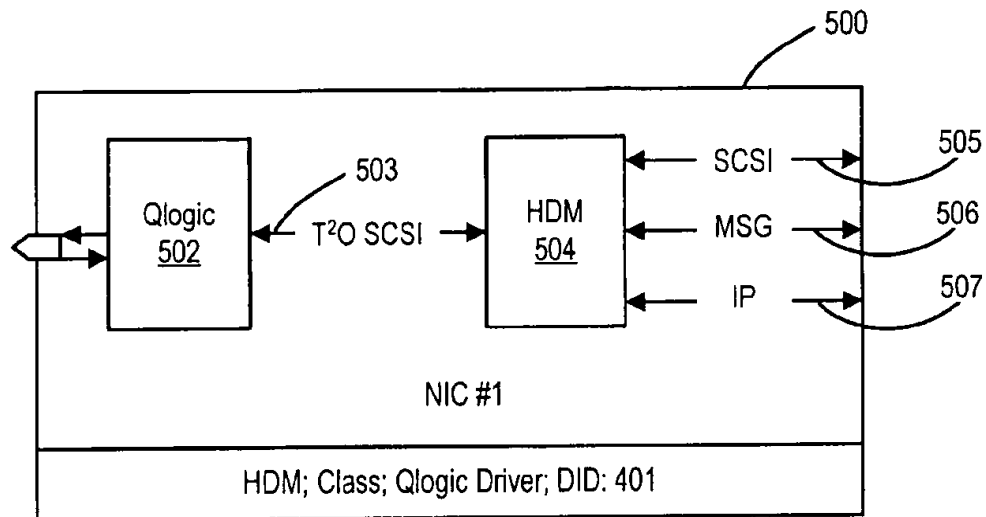 500
Qlogic
502
503
T²O SCSI
HDM
504
SCSI
505
MSG
506
IP
507
NIC #1
HDM; Class; Qlogic Driver; DID: 401